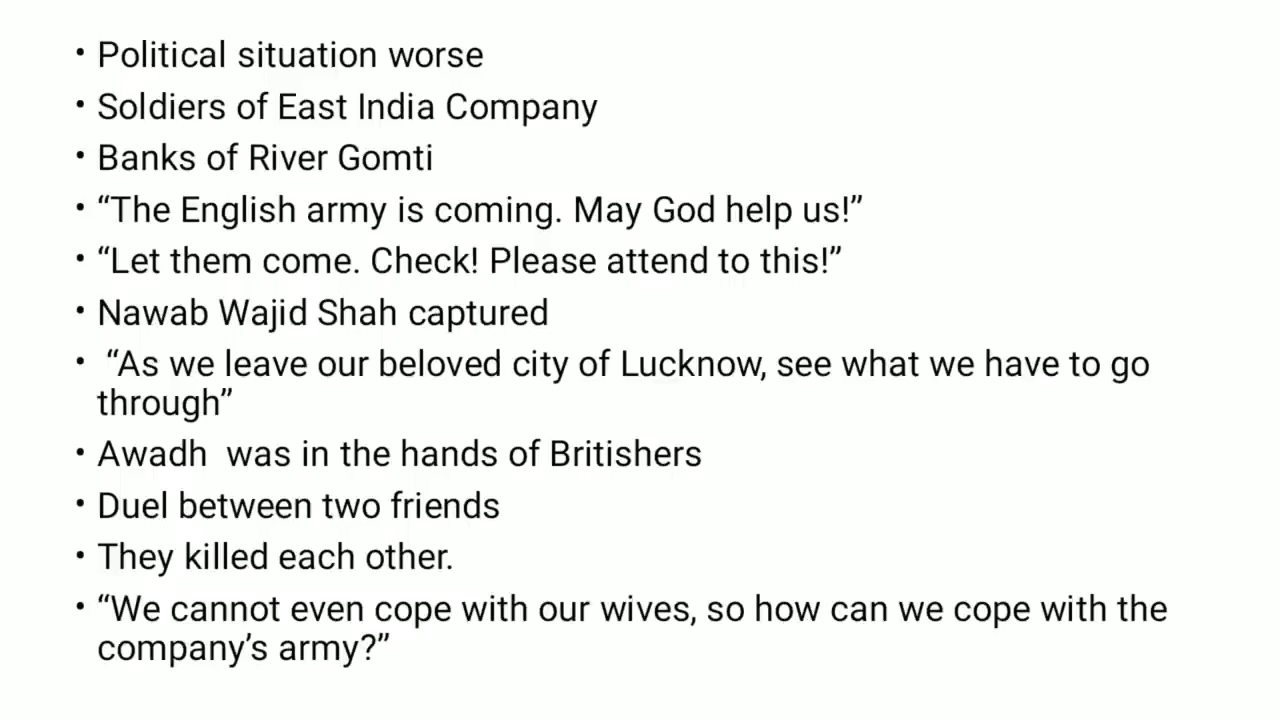 • Political situation worse
• Soldiers of East India Company
• Banks of River Gomti
• “The English army is coming. May God help us!”
• “Let them come. Check! Please attend to this!”
• Nawab Wajid Shah captured
• “As we leave our beloved city of Lucknow, see what we have to go
through”
• Awadh  was in the hands of Britishers
• Duel between two friends
• They killed each other.
• “We cannot even cope with our wives, so how can we cope with the
company’s army?”